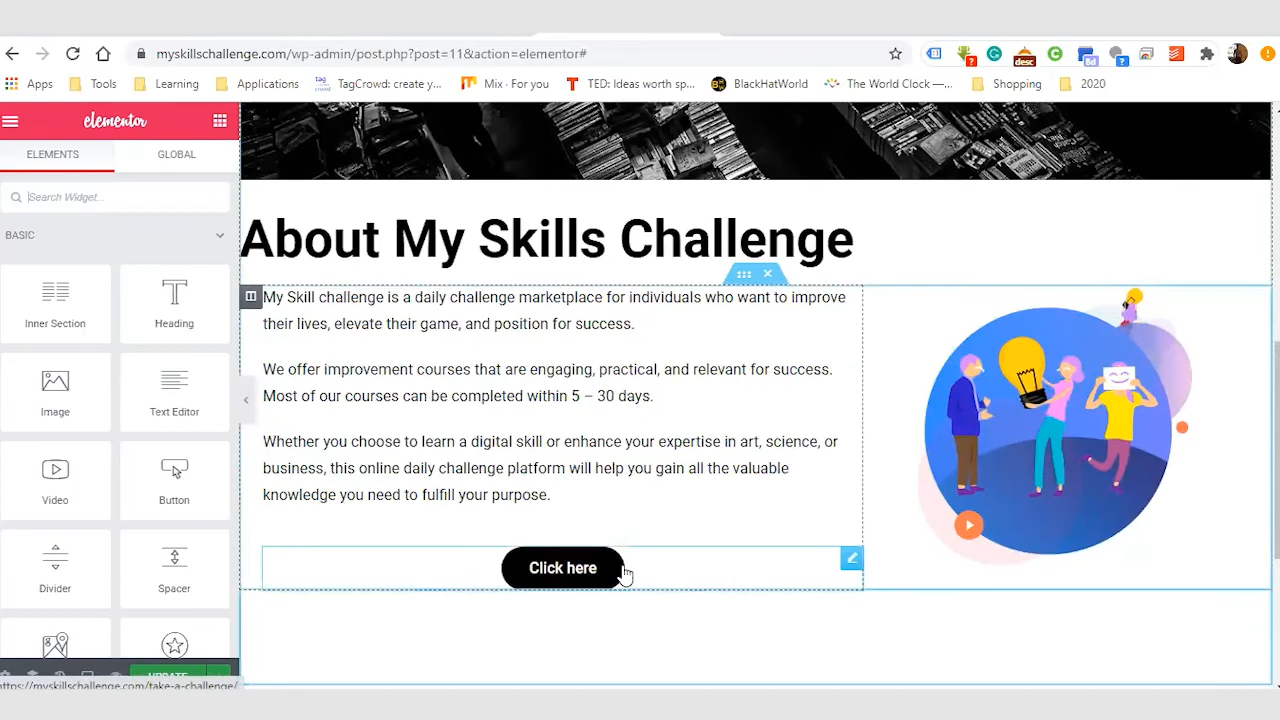 myskillschallenge.com/wp-admin/post.php?post=11&action=elementor#
?
desc
8d
?
Apps
Tools
Learning
Applications
TagCrowd: create y...
Mix · For you
TED: Ideas worth sp...
BlackHatWorld
The World Clock —...
Shopping
2020
elementor
ELEMENTS
GLOBAL
Search Widget...
BASIC
Inner Section
Heading
Image
Text Editor
Video
Button
Divider
Spacer
UPDATE
https://myskillschallenge.com/take-a-challenge/
About My Skills Challenge
My Skill challenge is a daily challenge marketplace for individuals who want to improve
their lives, elevate their game, and position for success.
We offer improvement courses that are engaging, practical, and relevant for success.
Most of our courses can be completed within 5 – 30 days.
Whether you choose to learn a digital skill or enhance your expertise in art, science, or
business, this online daily challenge platform will help you gain all the valuable
knowledge you need to fulfill your purpose.
Click here